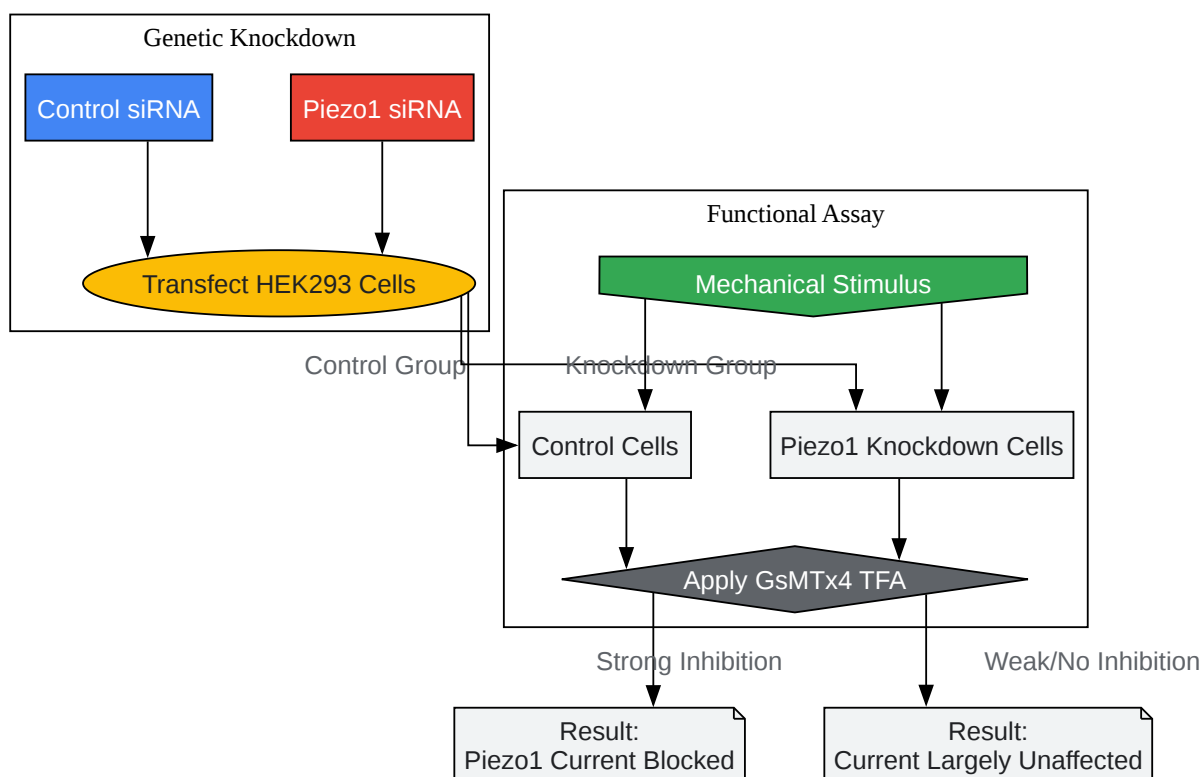 Genetic Knockdown
Control siRNA
Piezo1 siRNA
Transfect HEK293 Cells
Functional Assay
Mechanical Stimulus
Control Group
Knockdown Group
Control Cells
Piezo1 Knockdown Cells
Apply GsMTx4 TFA
Strong Inhibition
Weak/No Inhibition
Result:
Piezo1 Current Blocked
Result:
Current Largely Unaffected